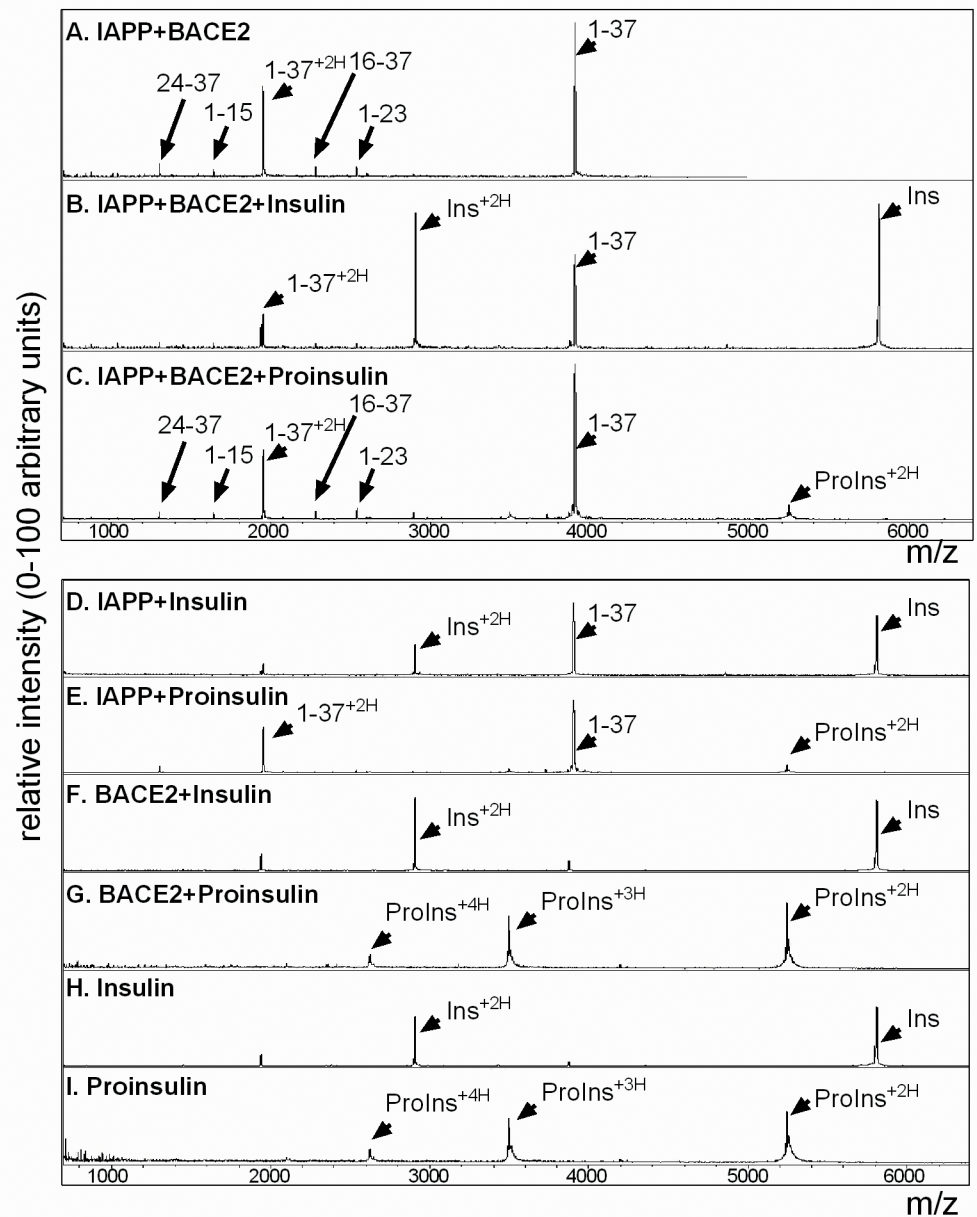 relative intensity (0-100 arbitrary units)
A. IAPP+BACE2
24-37
1-15
1-37+2H
16-37
1-23
1-37
B. IAPP+BACE2+Insulin
1-37+2H
Ins+2H
1-37
Ins
C. IAPP+BACE2+Proinsulin
24-37
1-15
1-37+2H
16-37
1-23
1-37
ProIns+2H
1000 2000 3000 4000 5000 6000
m/z
D. IAPP+Insulin
Ins+2H
1-37
Ins
E. IAPP+Proinsulin
1-37+2H
1-37
ProIns+2H
F. BACE2+Insulin
Ins+2H
Ins
G. BACE2+Proinsulin
ProIns+4H
ProIns+3H
ProIns+2H
H. Insulin
Ins+2H
Ins
I. Proinsulin
ProIns+4H
ProIns+3H
ProIns+2H
1000 2000 3000 4000 5000 6000
m/z